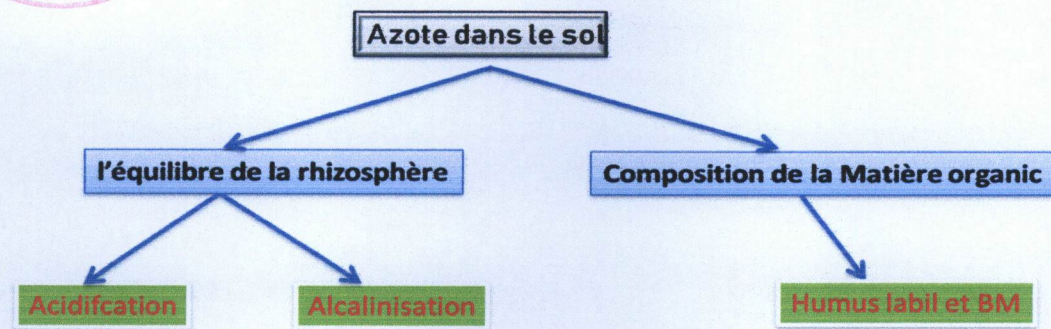 Azote dans le sol
l'équilibre de la rhizosphère
Composition de la Matière organic
Acidifcation
Alcalinisation
Humus labil et BM